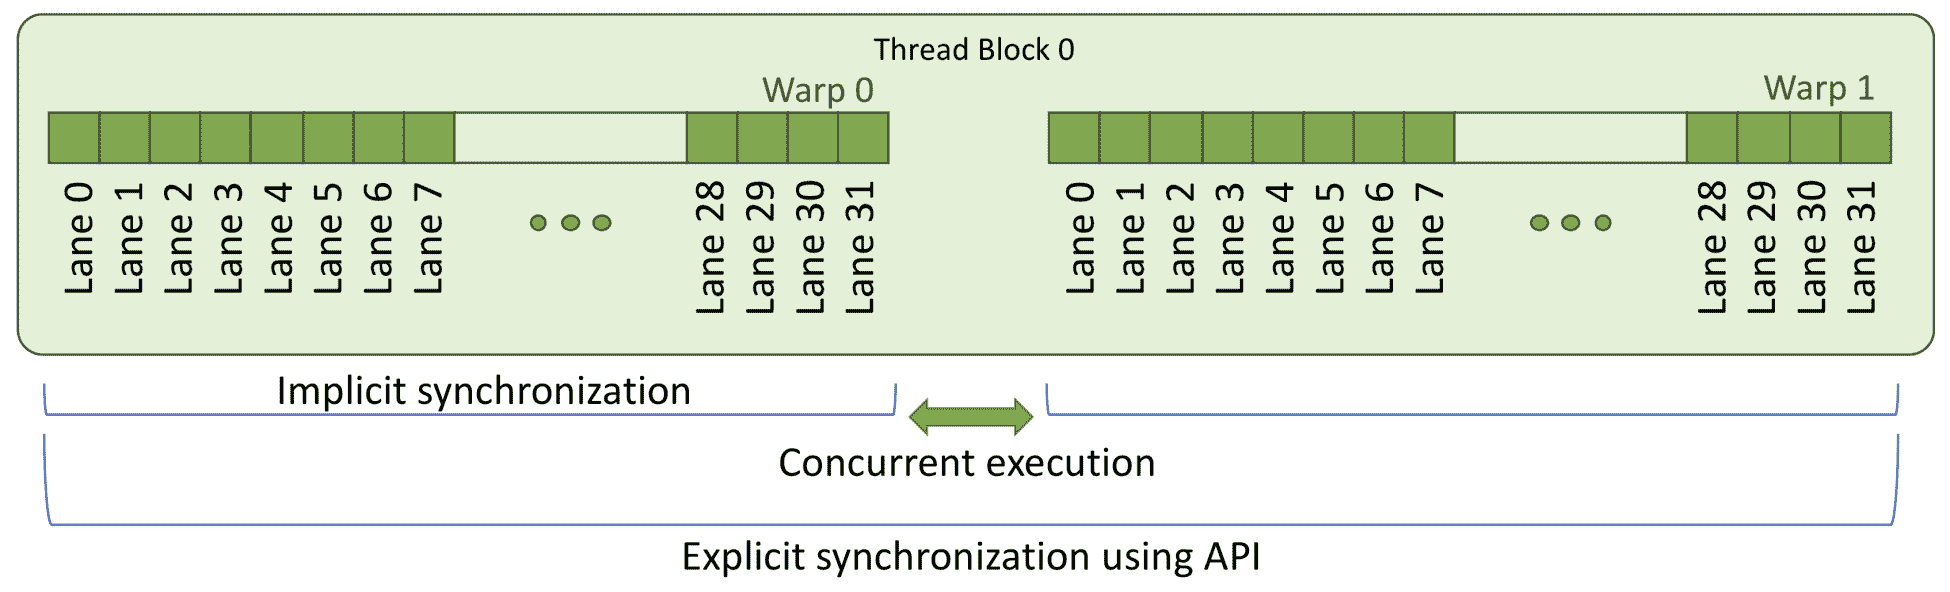 Thread Block 0
Warp 0
Warp 1
Lane 0
Lane 1
Lane 2
Lane 3
Lane 4
Lane 5
Lane 6
Lane 7
Lane 28
Lane 29
Lane 30
Lane 31
Lane 0
Lane 1
Lane 2
Lane 3
Lane 4
Lane 5
Lane 6
Lane 7
Lane 28
Lane 29
Lane 30
Lane 31
Implicit synchronization
Concurrent execution
Explicit synchronization using API